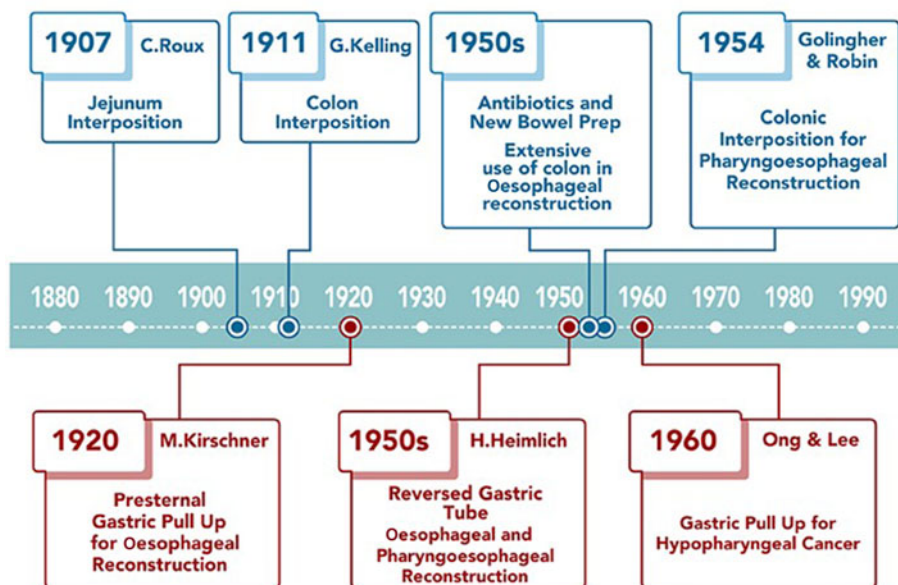 1907 C.Roux
Jejunum
Interposition
1911 G.Kelling
Colon
Interposition
1950s
Antibiotics and
New Bowel Prep
Extensive
use of colon in
Oesophageal
reconstruction
1954 Golingher
& Robin
Colonic
Interposition for
Pharyngoesophageal
Reconstruction
1880 1890 1900 1910 1920 1930 1940 1950 1960 1970 1980 1990
1920 M.Kirschner
Presternal
Gastric Pull Up
for Oesophageal
Reconstruction
1950s H.Heimlich
Reversed Gastric
Tube
Oesophageal and
Pharyngoesophageal
Reconstruction
1960 Ong & Lee
Gastric Pull Up for
Hypopharyngeal Cancer